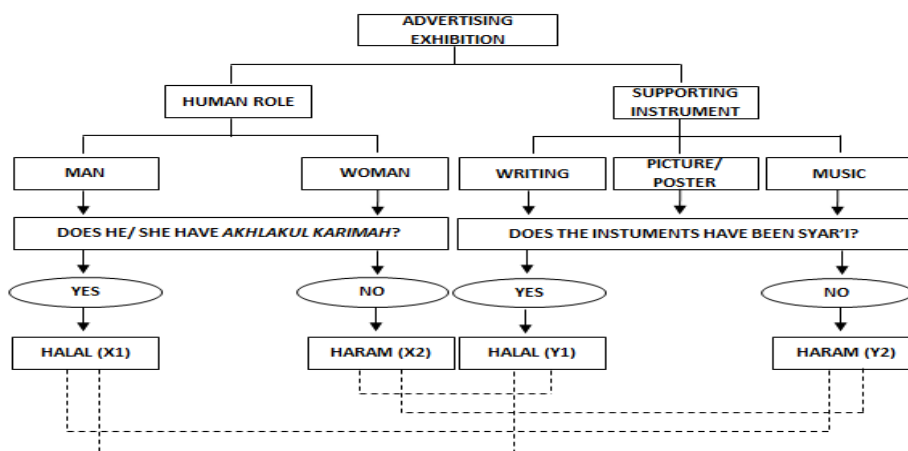 ADVERTISING
EXHIBITION
HUMAN ROLE
SUPPORTING
INSTRUMENT
MAN
WOMAN
WRITING
PICTURE/
POSTER
MUSIC
DOES HE/ SHE HAVE AKHLAKUL KARIMAH?
DOES THE INSTUMENTS HAVE BEEN SYAR'I?
YES
NO
YES
NO
HALAL (X1)
HARAM (X2)
HALAL (Y1)
HARAM (Y2)